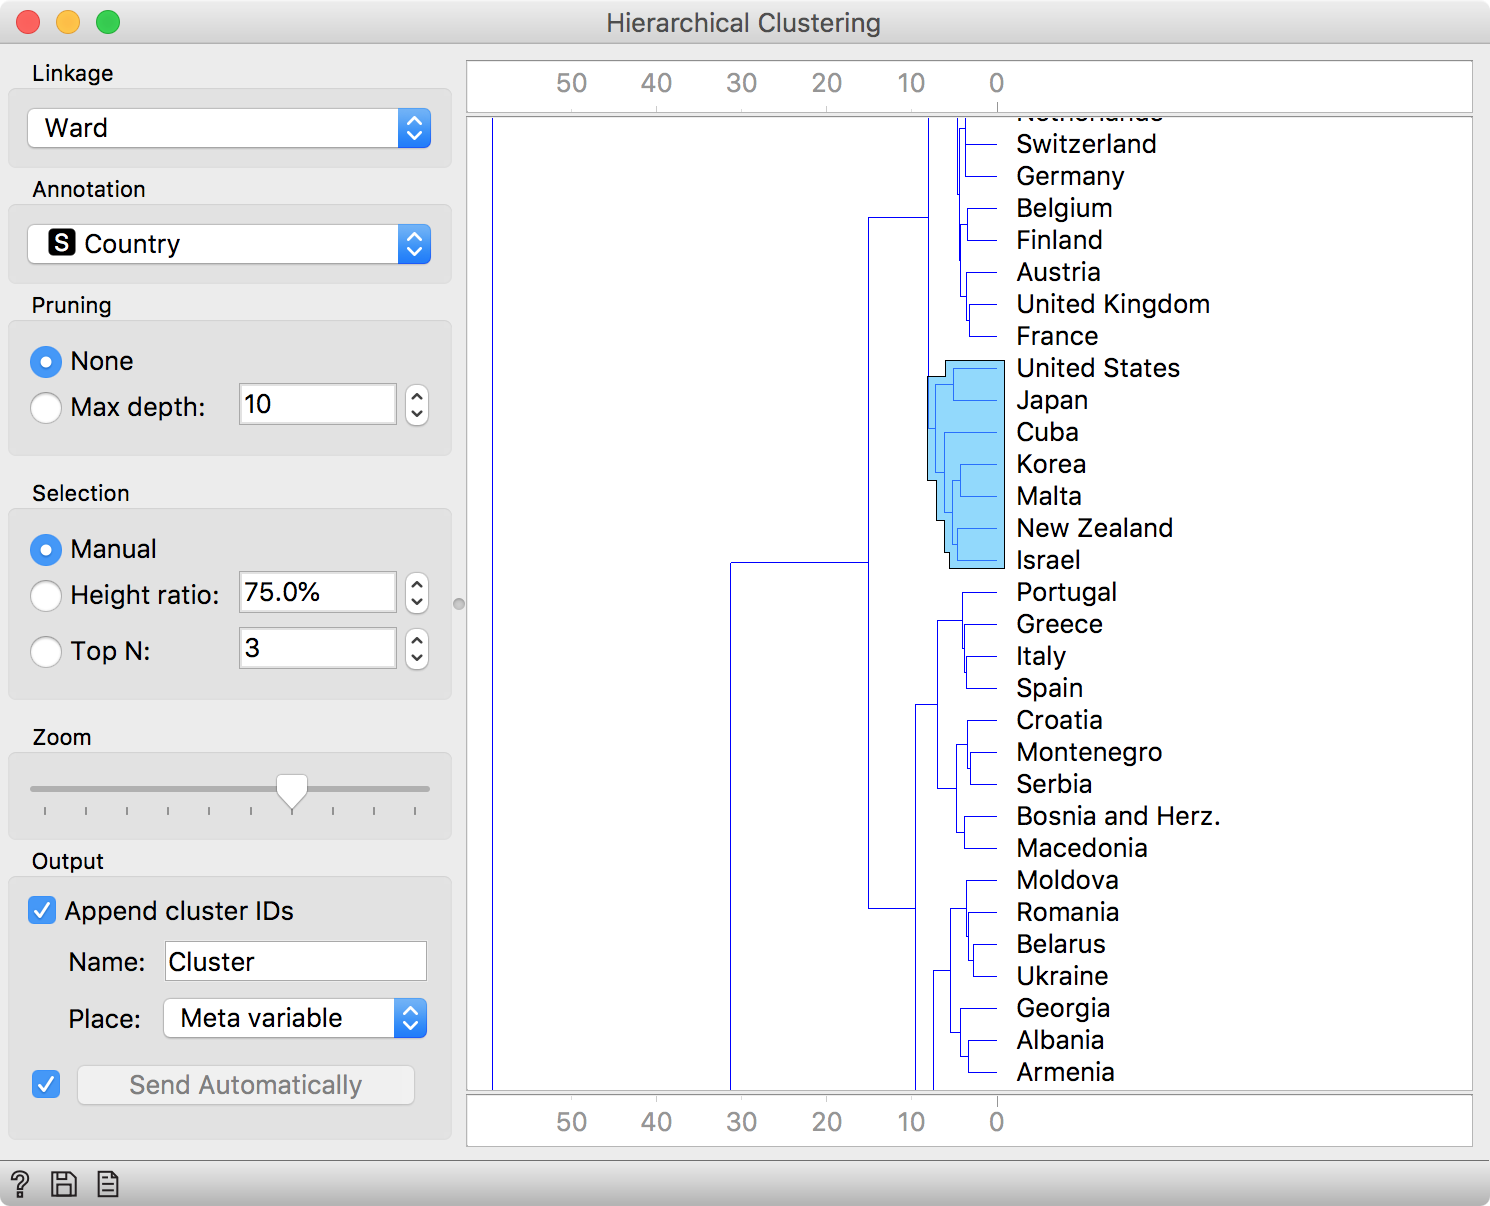 Hierarchical Clustering
Linkage
Ward
Annotation
S Country
Pruning
None
Max depth: 10
Selection
Manual
Height ratio: 75.0%
Top N: 3
Zoom
Output
Append cluster IDs
Name: Cluster
Place: Meta variable
Send Automatically
50 40 30 20 10 0
Switzerland
Germany
Belgium
Finland
Austria
United Kingdom
France
United States
Japan
Cuba
Korea
Malta
New Zealand
Israel
Portugal
Greece
Italy
Spain
Croatia
Montenegro
Serbia
Bosnia and Herz.
Macedonia
Moldova
Romania
Belarus
Ukraine
Georgia
Albania
Armenia
50 40 30 20 10 0
?